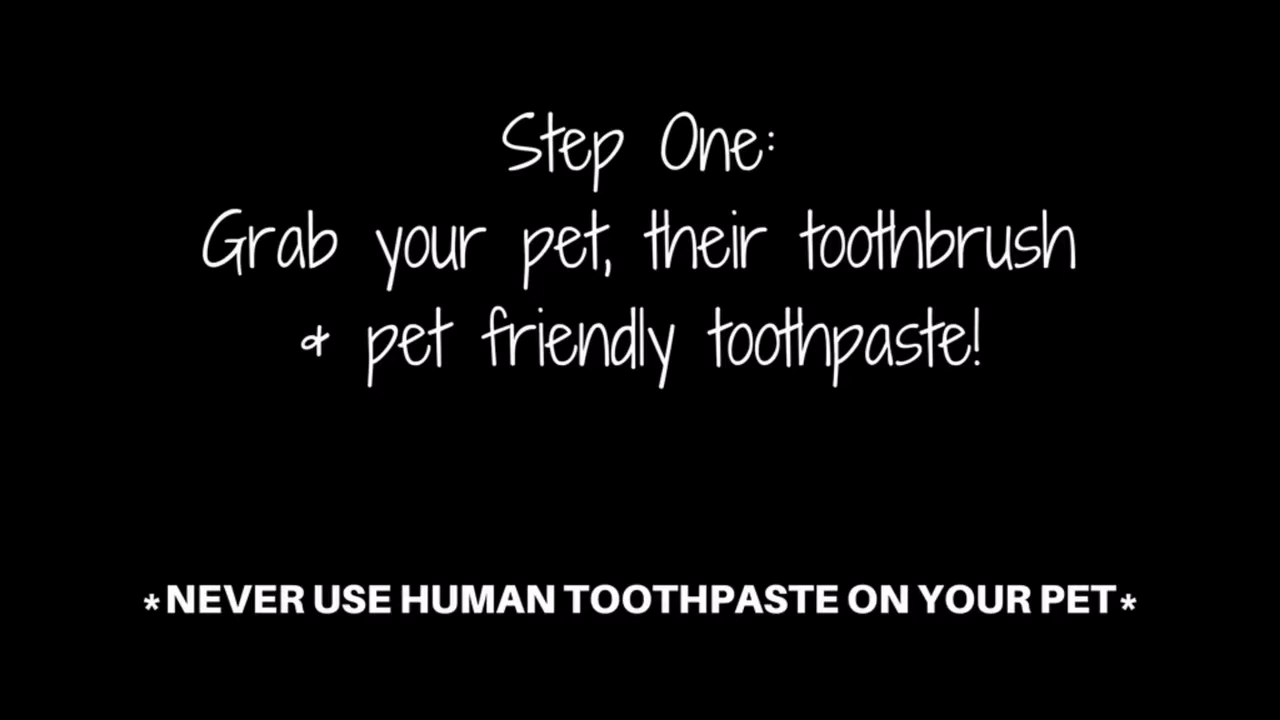 Step One:
Grab your pet, their toothbrush
& pet friendly toothpaste!
*NEVER USE HUMAN TOOTHPASTE ON YOUR PET*